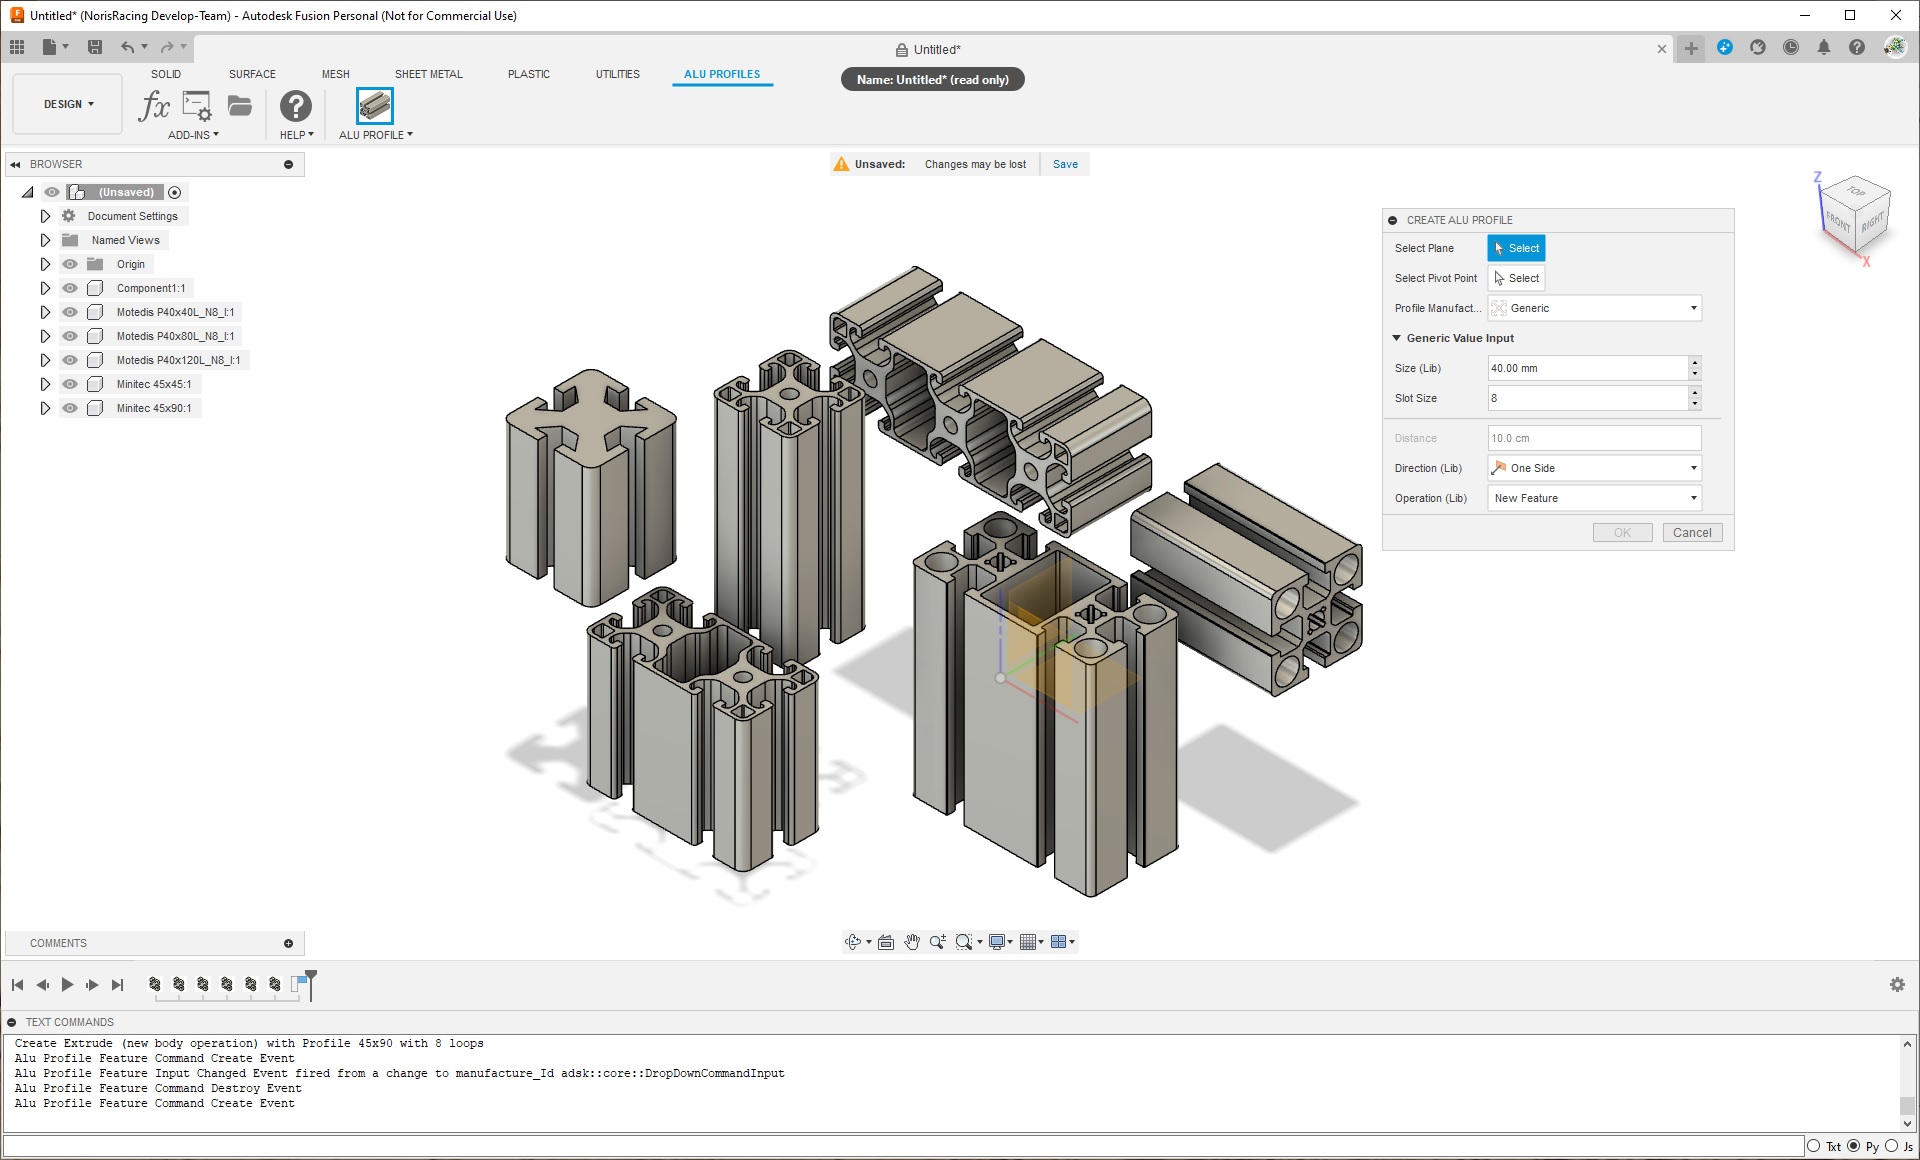 Untitled* (NorisRacing Develop-Team) - Autodesk Fusion Personal (Not for Commercial Use)
Untitled*
SOLID SURFACE MESH SHEET METAL PLASTIC UTILITIES ALU PROFILES
Name: Untitled* (read only)
DESIGN
fx
ADD-INS HELP ALU PROFILE
BROWSER
Unsaved: Changes may be lost Save
(Unsaved)
Document Settings
Named Views
Origin
Component1:1
Motedis P40x40L_N8_I:1
Motedis P40x80L_N8_I:1
Motedis P40x120L_N8_I:1
Minitec 45x45:1
Minitec 45x90:1
Z
TOP
FRONT
RIGHT
X
CREATE ALU PROFILE
Select Plane Select
Select Pivot Point Select
Profile Manufact... Generic
Generic Value Input
Size (Lib) 40.00 mm
Slot Size 8
Distance 10.0 cm
Direction (Lib) One Side
Operation (Lib) New Feature
OK Cancel
COMMENTS
TEXT COMMANDS
Create Extrude (new body operation) with Profile 45x90 with 8 loops
Alu Profile Feature Command Create Event
Alu Profile Feature Input Changed Event fired from a change to manufacture_Id adsk::core::DropDownCommandInput
Alu Profile Feature Command Destroy Event
Alu Profile Feature Command Create Event
Txt Py Js